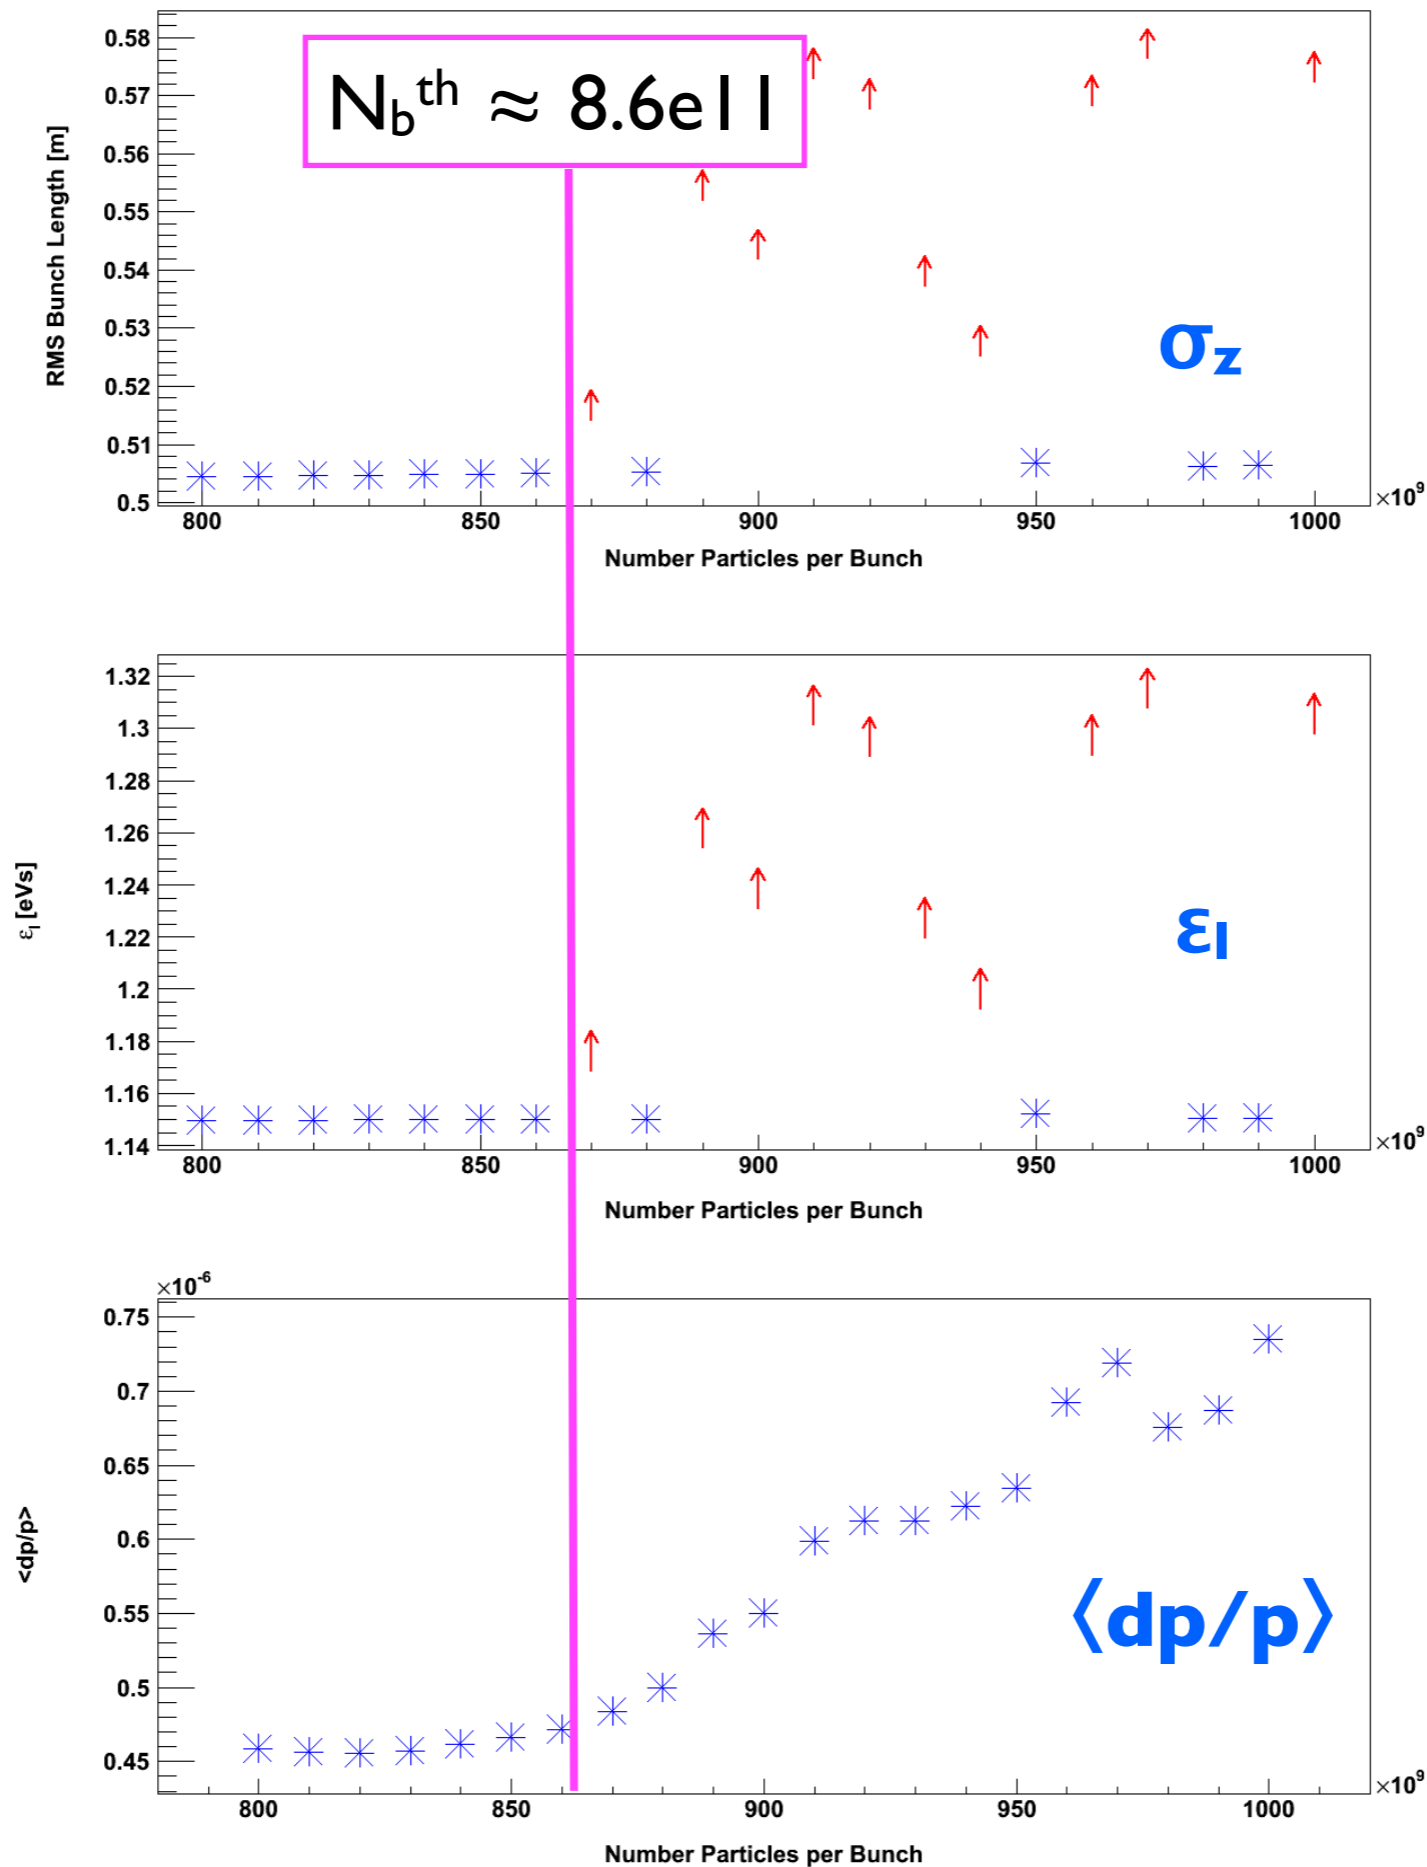 0.58
0.57
0.56
0.55
0.54
0.53
0.52
0.51
0.5
RMS Bunch Length [m]
N_b^th ≈ 8.6e11
σz
800 850 900 950 1000
×10^9
Number Particles per Bunch
1.32
1.3
1.28
1.26
1.24
1.22
1.2
1.18
1.16
1.14
ε_l [eVs]
εl
800 850 900 950 1000
×10^9
Number Particles per Bunch
×10^-6
0.75
0.7
0.65
0.6
0.55
0.5
0.45
<dp/p>
⟨dp/p⟩
800 850 900 950 1000
×10^9
Number Particles per Bunch